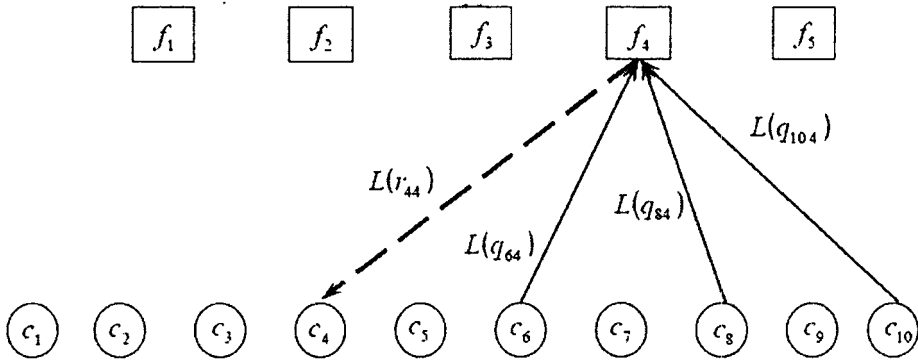 f₁ f₂ f₃ f₄ f₅
L(q₁₀₄)
L(r₄₄)
L(q₈₄)
L(q₆₄)
c₁ c₂ c₃ c₄ c₅ c₆ c₇ c₈ c₉ c₁₀